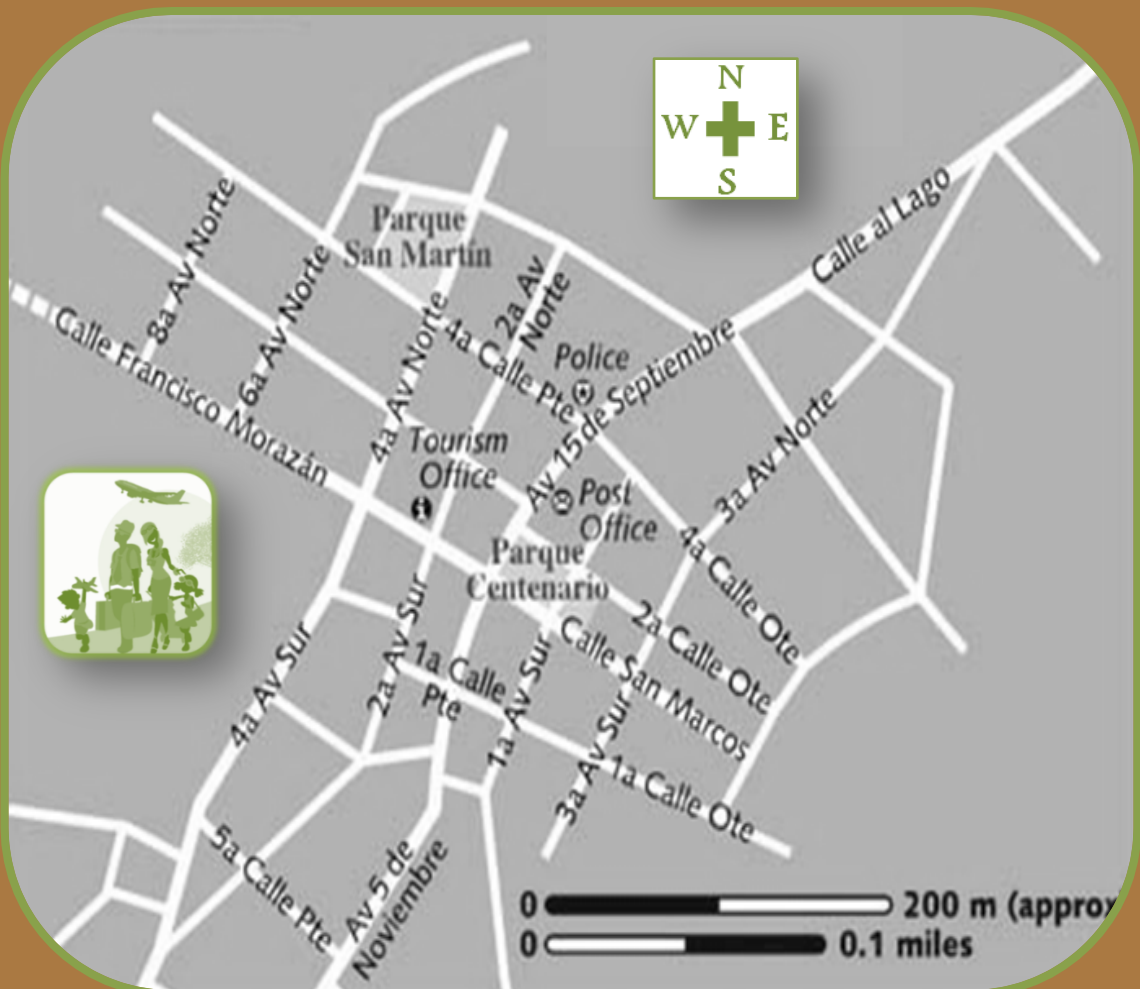 N
W E
S
Parque
San Martín
Calle al Lago
8a Av Norte
6a Av Norte
4a Av Norte
2a Av
Norte
4a Calle Pte
Police
Av 15 de Septiembre
Calle Francisco Morazán
Tourism
Office
Post
Office
3a Av Norte
Parque
Centenario
4a Calle Ote
2a Calle Ote
Calle San Marcos
4a Av Sur
2a Av Sur
1a Calle
Pte
1a Av Sur
3a Av Sur
1a Calle Ote
5a Calle Pte
Av 5 de
Noviembre
0 200 m (approx
0 0.1 miles